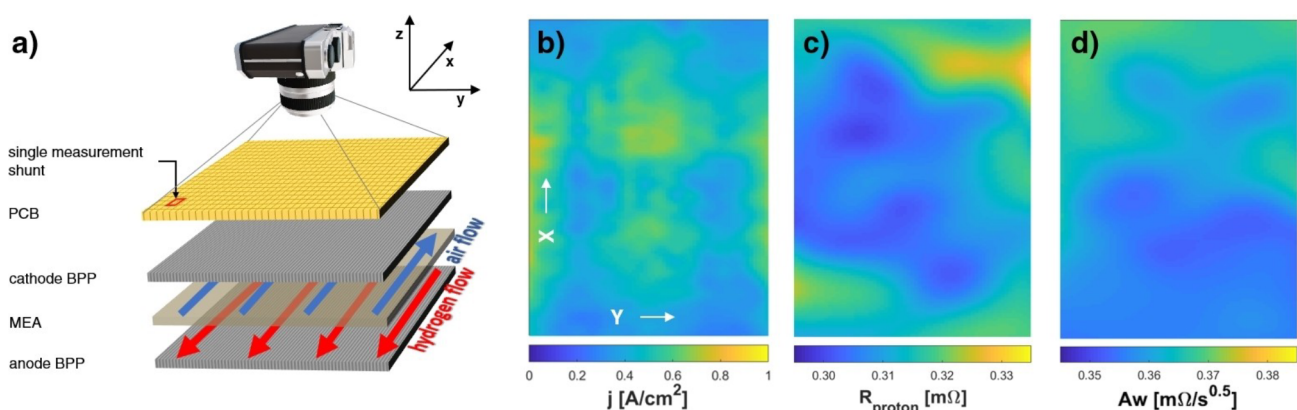 a)
z
x
y
single measurement
shunt
PCB
cathode BPP
MEA
anode BPP
air flow
hydrogen flow
b)
X
Y
0 0.2 0.4 0.6 0.8 1
j [A/cm²]
c)
0.30 0.31 0.32 0.33
R_proton [mΩ]
d)
0.35 0.36 0.37 0.38
Aw [mΩ/s^0.5]